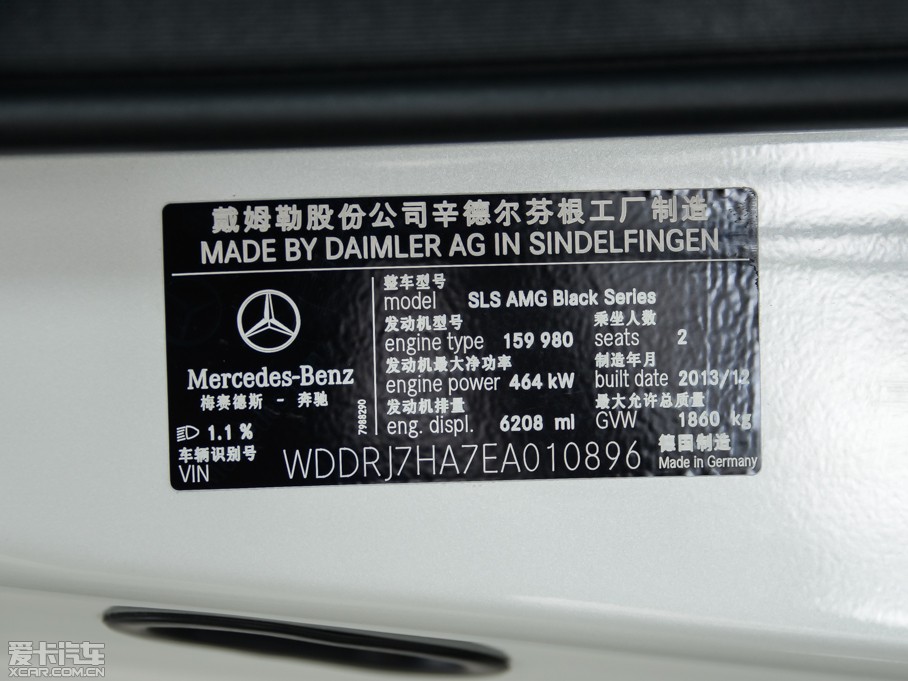 戴姆勒股份公司辛德尔芬根工厂制造
MADE BY DAIMLER AG IN SINDELFINGEN
整车型号
model SLS AMG Black Series
发动机型号 乘坐人数
engine type 159 980 seats 2
发动机最大净功率 制造年月
engine power 464 kW built date 2013/12
发动机排量 最大允许总质量
eng. displ. 6208 ml GVW 1860 kg
Mercedes-Benz
梅赛德斯 - 奔驰
7988290
1.1 %
车辆识别号
VIN WDDRJ7HA7EA010896
德国制造
Made in Germany
爱卡汽车
XCAR.COM.CN